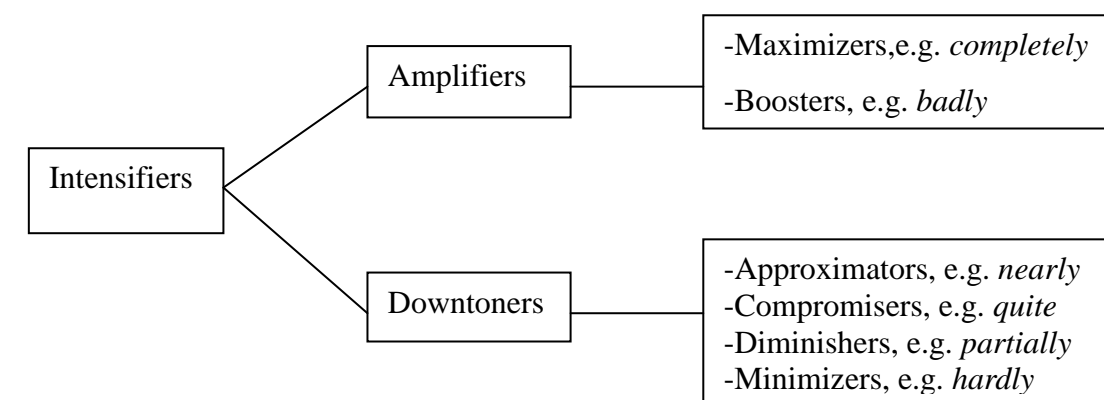 Intensifiers
Amplifiers
-Maximizers,e.g. completely
-Boosters, e.g. badly
Downtoners
-Approximators, e.g. nearly
-Compromisers, e.g. quite
-Diminishers, e.g. partially
-Minimizers, e.g. hardly